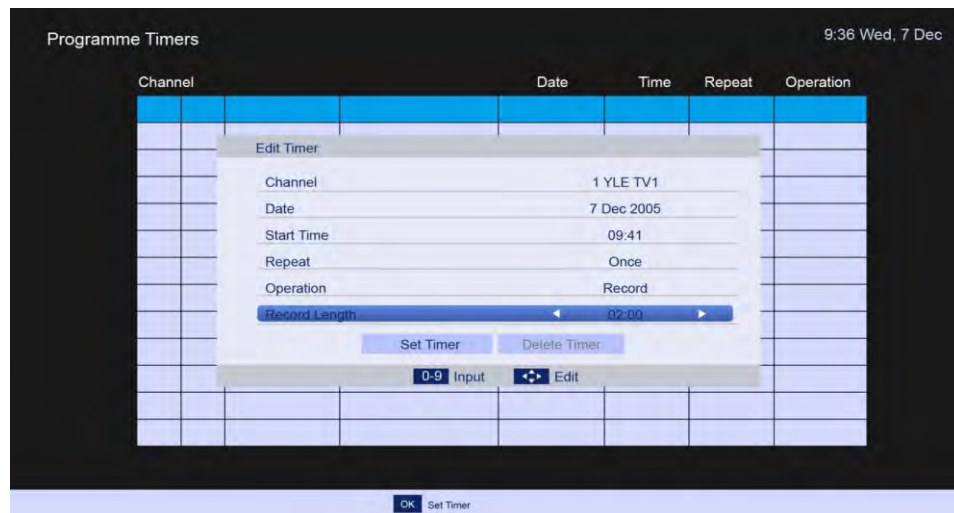 Programme Timers
9:36 Wed, 7 Dec
Channel Date Time Repeat Operation
Edit Timer
Channel 1 YLE TV1
Date 7 Dec 2005
Start Time 09:41
Repeat Once
Operation Record
Record Length 02:00
Set Timer Delete Timer
0-9 Input Edit
OK Set Timer